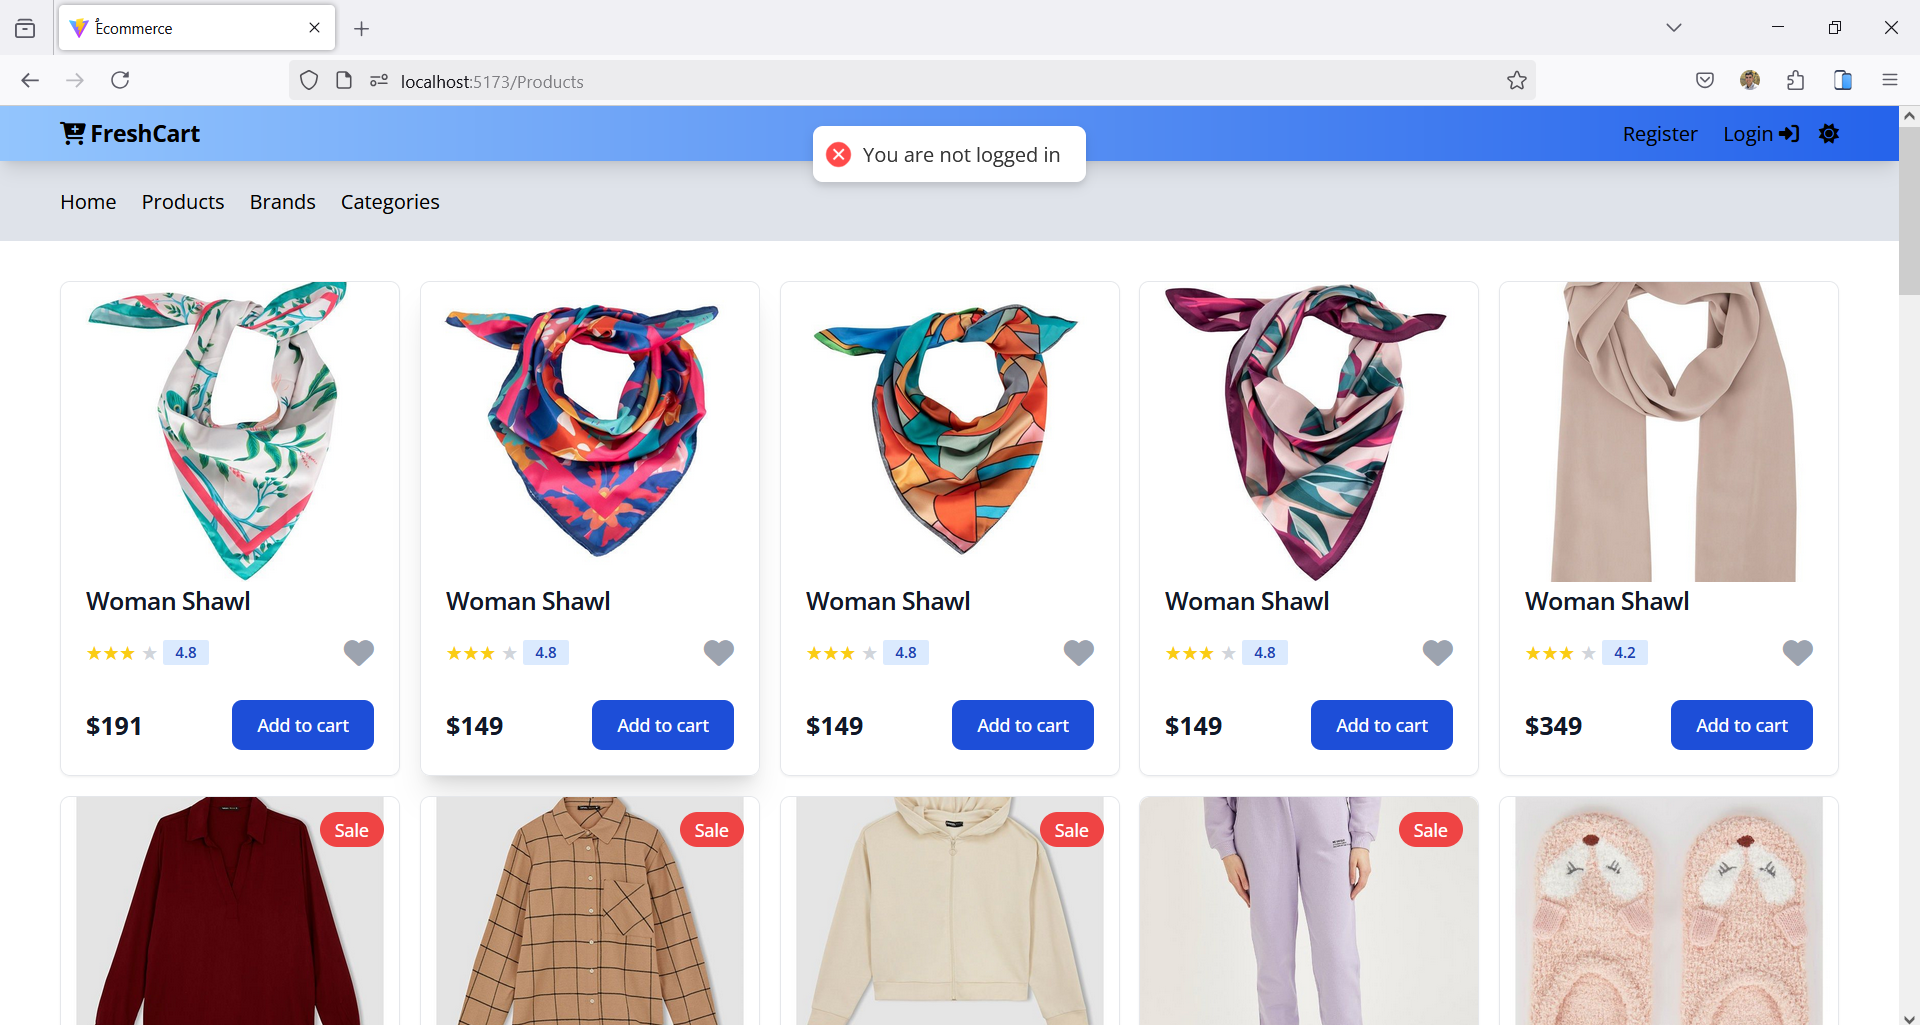 Ecommerce
localhost:5173/Products
FreshCart
You are not logged in
Register Login
Home Products Brands Categories
Woman Shawl
4.8
$191 Add to cart
Woman Shawl
4.8
$149 Add to cart
Woman Shawl
4.8
$149 Add to cart
Woman Shawl
4.8
$149 Add to cart
Woman Shawl
4.2
$349 Add to cart
Sale
Sale
Sale
Sale